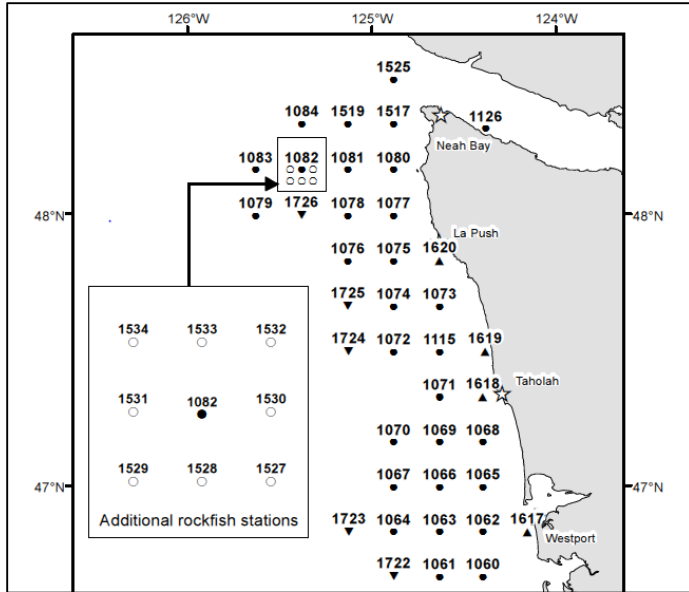 126°W 125°W 124°W
1525
1084 1519 1517 1126
Neah Bay
1083 1082 1081 1080
48°N 1079 1726 1078 1077 48°N
La Push
1076 1075 1620
1725 1074 1073
1534 1533 1532
1724 1072 1115 1619
1071 1618 Taholah
1531 1082 1530
1070 1069 1068
1529 1528 1527
47°N 1067 1066 1065 47°N
Additional rockfish stations
1723 1064 1063 1062 1617
Westport
1722 1061 1060